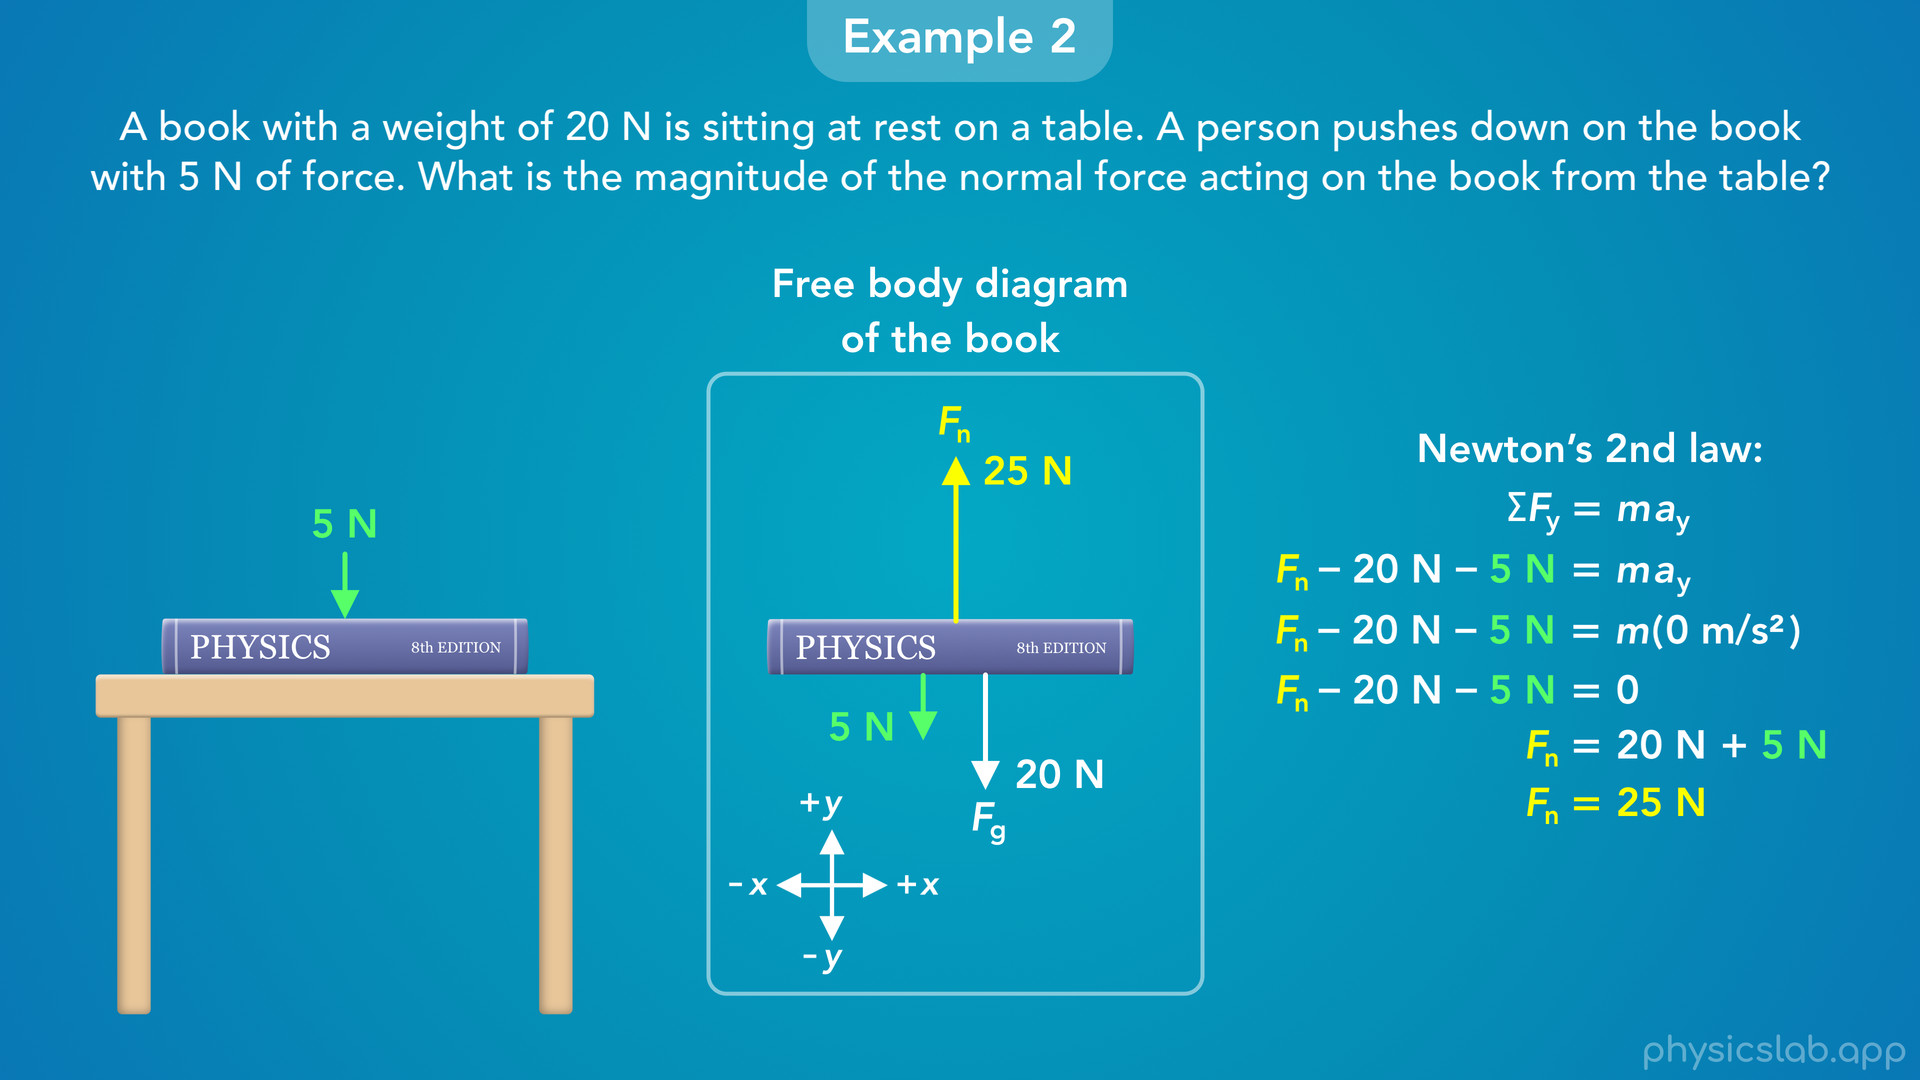 Example 2
A book with a weight of 20 N is sitting at rest on a table. A person pushes down on the book
with 5 N of force. What is the magnitude of the normal force acting on the book from the table?
5 N
PHYSICS 8th EDITION
Free body diagram
of the book
Fₙ
25 N
PHYSICS 8th EDITION
5 N
20 N
F_g
+y
−x +x
−y
Newton’s 2nd law:
ΣF_y = ma_y
Fₙ − 20 N − 5 N = ma_y
Fₙ − 20 N − 5 N = m(0 m/s²)
Fₙ − 20 N − 5 N = 0
Fₙ = 20 N + 5 N
Fₙ = 25 N
physicslab.app